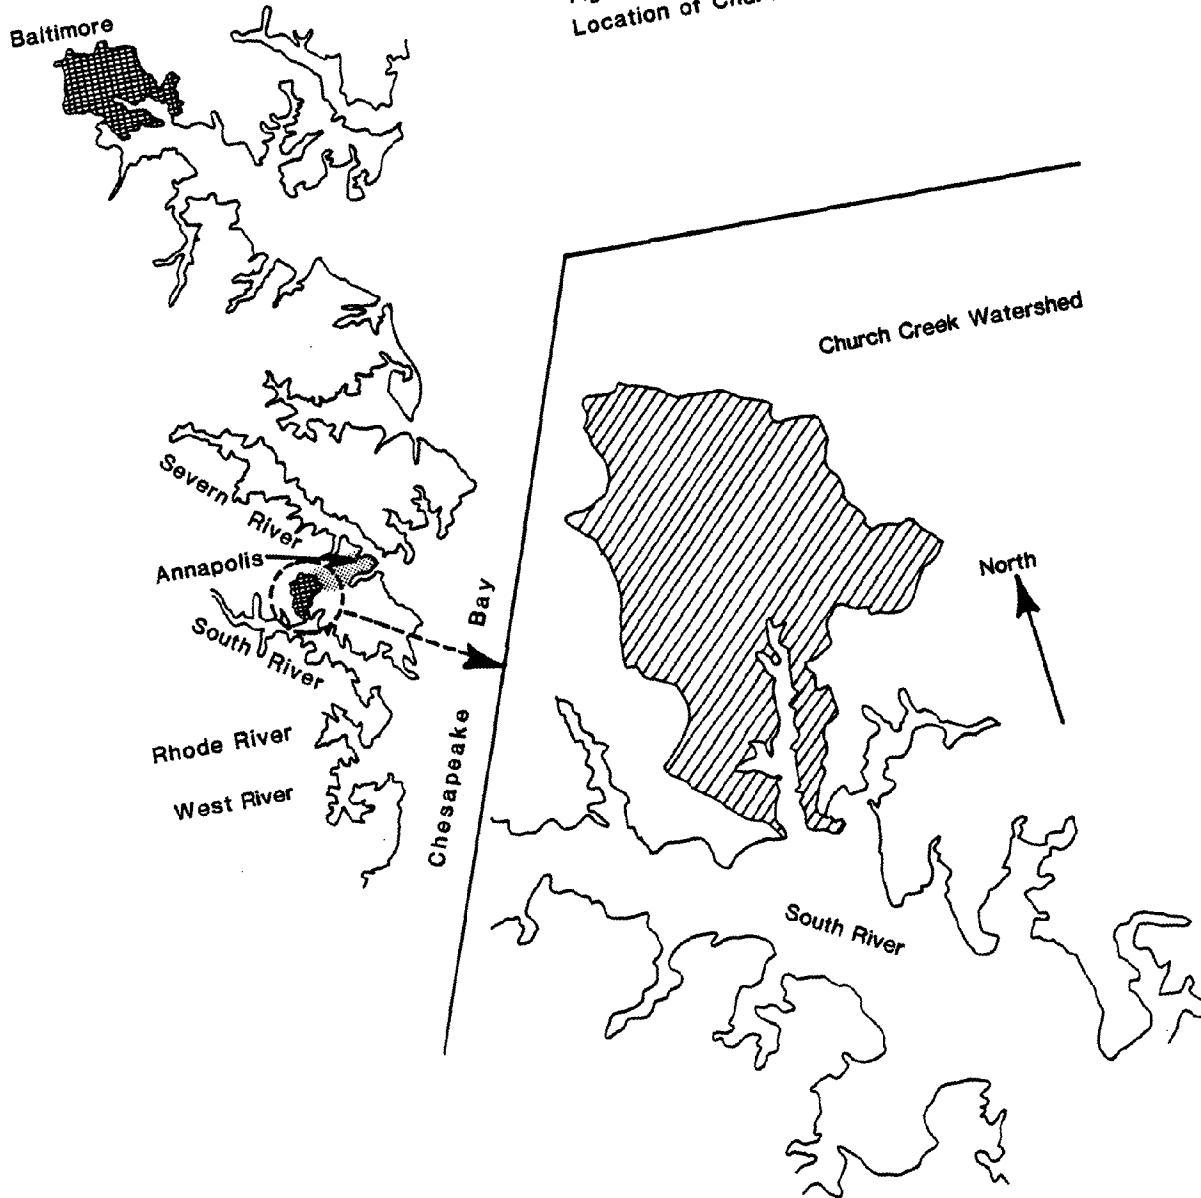 Location of
Baltimore
Church Creek Watershed
Severn
River
Annapolis
North
Bay
South
River
Rhode River
West River
Chesapeake
South River